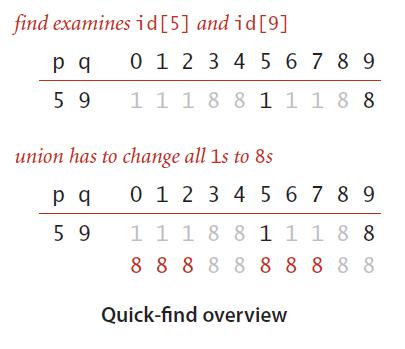 find examines id[5] and id[9]
p q 0 1 2 3 4 5 6 7 8 9
5 9 1 1 1 8 8 1 1 1 8 8
union has to change all 1s to 8s
p q 0 1 2 3 4 5 6 7 8 9
5 9 1 1 1 8 8 1 1 1 8 8
8 8 8 8 8 8 8 8 8 8
Quick-find overview